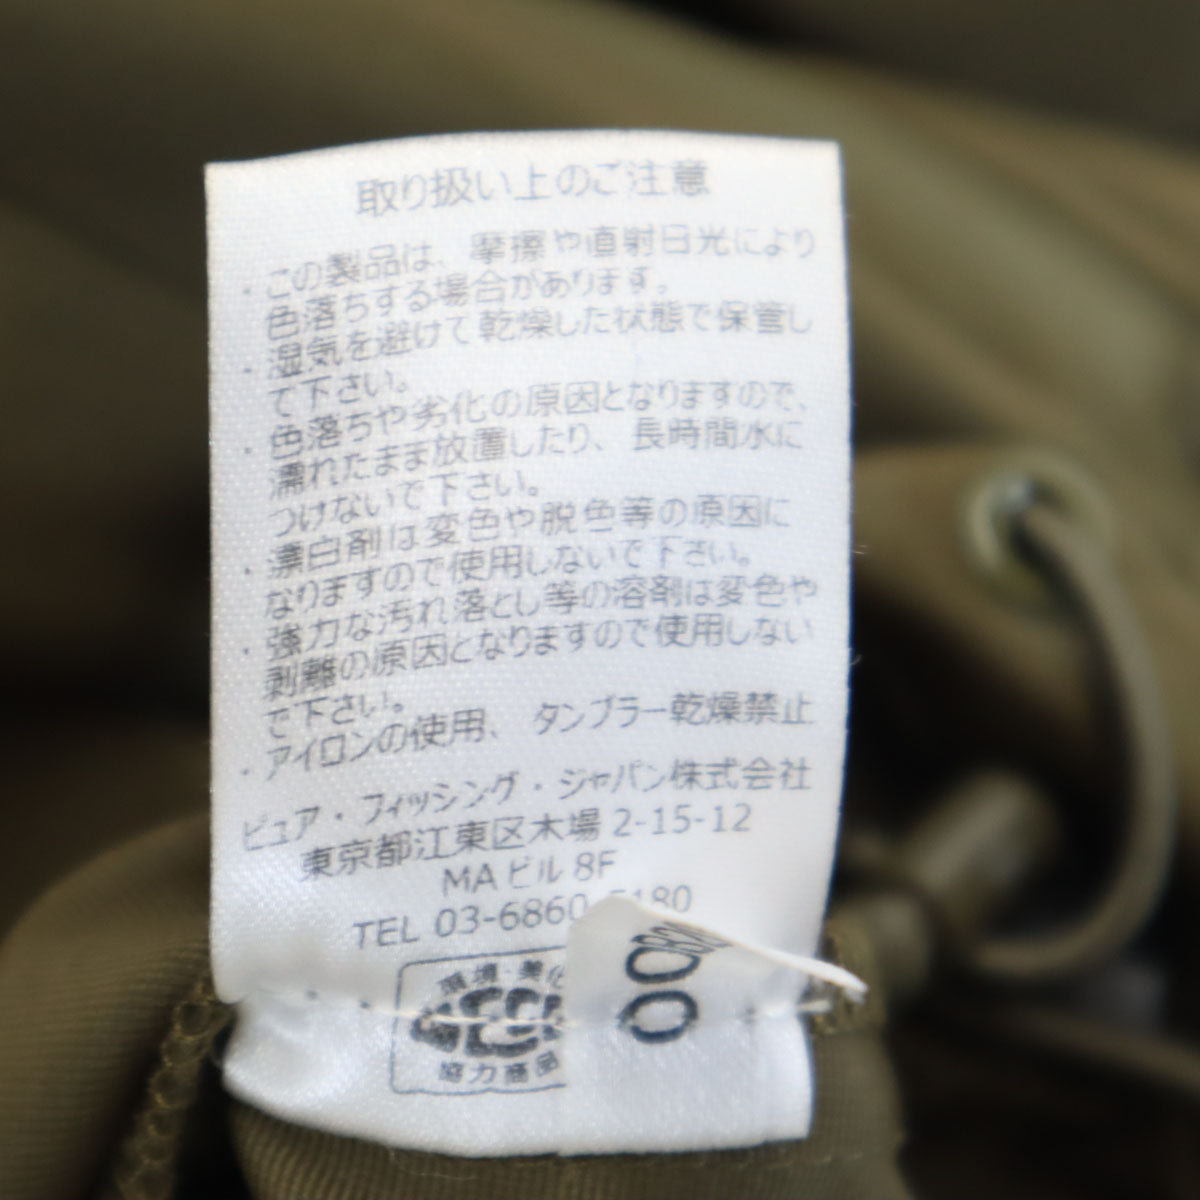 取り扱い上のご注意
・この製品は、摩擦や直射日光により
色落ちする場合があります。
・湿気を避けて乾燥した状態で保管し
て下さい。
・色落ちや劣化の原因となりますので、
濡れたまま放置したり、長時間水に
つけないで下さい。
・漂白剤は変色や脱色等の原因に
なりますので使用しないで下さい。
・強力な汚れ落とし等の溶剤は変色や
剥離の原因となりますので使用しない
で下さい。
・アイロンの使用、タンブラー乾燥禁止
ピュア・フィッシング・ジャパン株式会社
東京都江東区木場 2-15-12
MA ビル 8F
TEL 03-6860-5180
環境・美化
協力商品